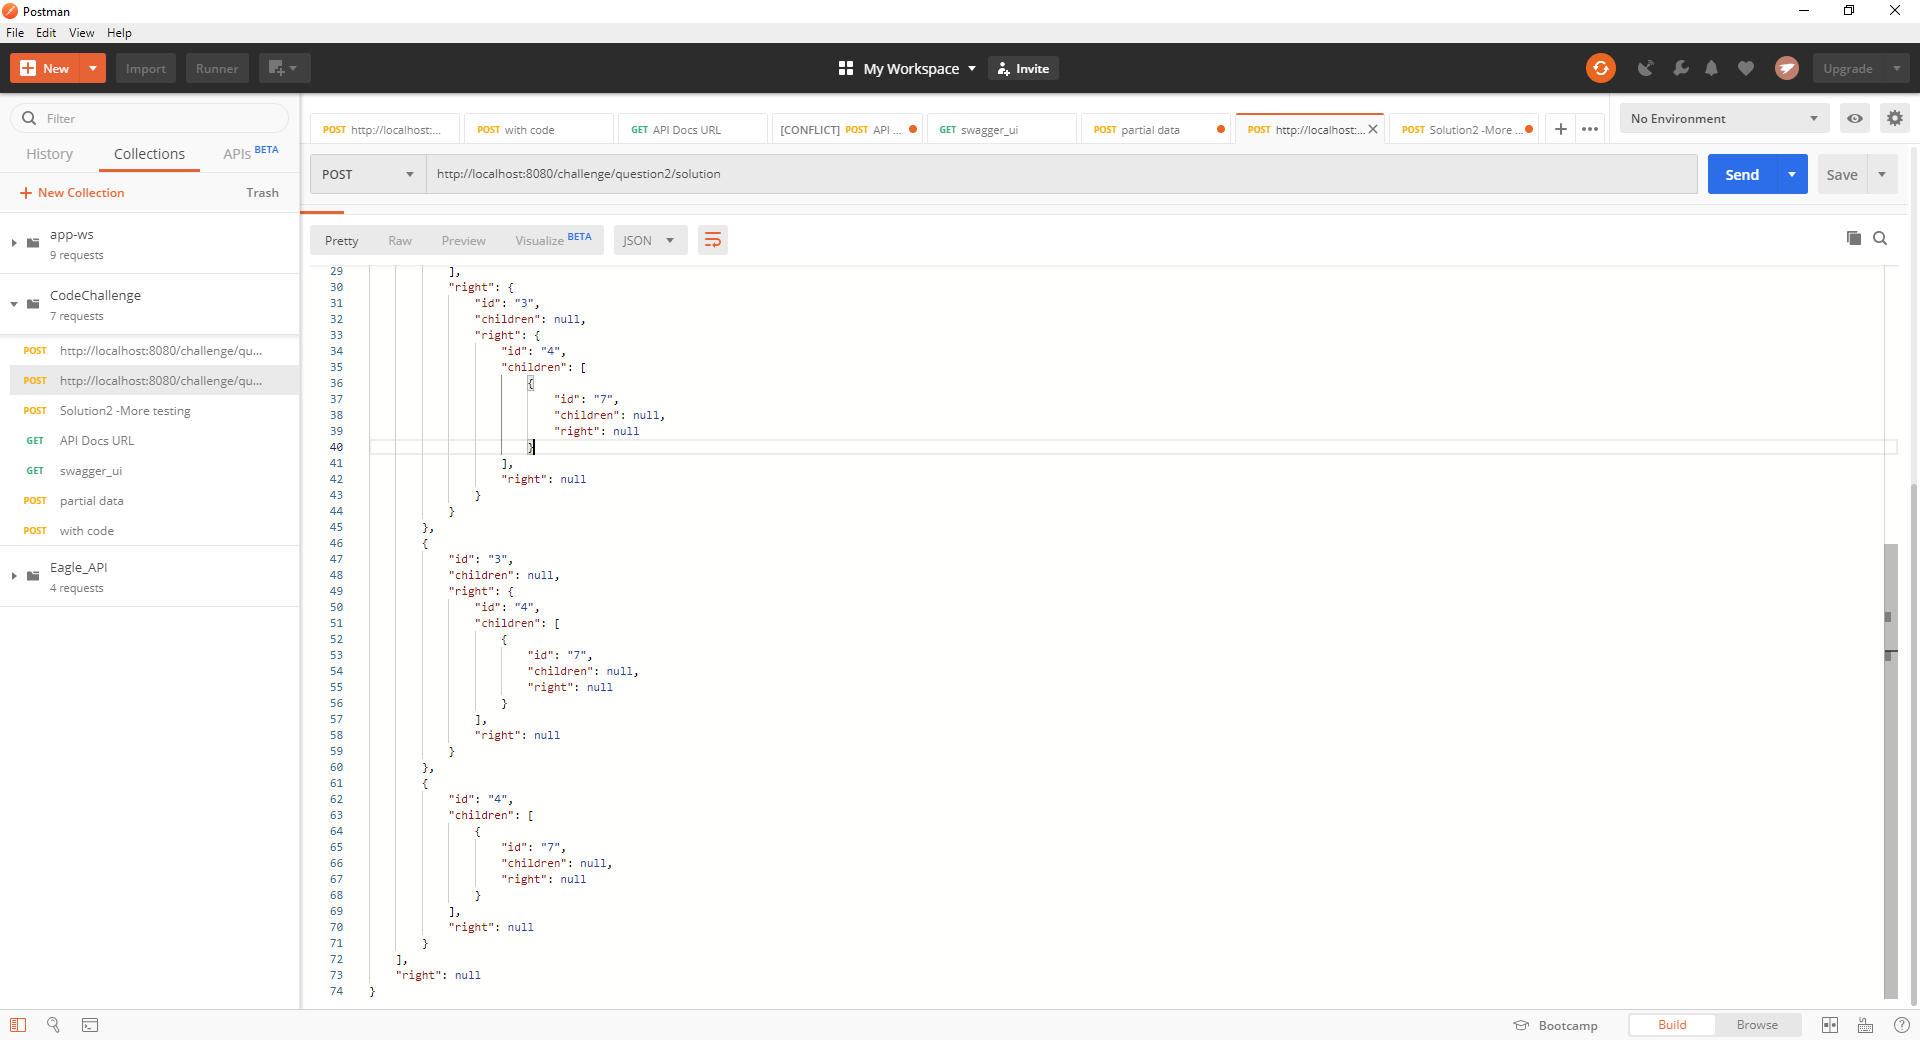 Postman
File Edit View Help
New Import Runner My Workspace Invite Upgrade
Filter
History Collections APIs BETA
New Collection Trash
app-ws
9 requests
CodeChallenge
7 requests
POST http://localhost:8080/challenge/qu...
POST http://localhost:8080/challenge/qu...
POST Solution2 -More testing
GET API Docs URL
GET swagger_ui
POST partial data
POST with code
Eagle_API
4 requests
POST http://localhost:... POST with code GET API Docs URL [CONFLICT] POST API ... GET swagger_ui POST partial data POST http://localhost:... POST Solution2 -More ... No Environment
POST http://localhost:8080/challenge/question2/solution Send Save
Pretty Raw Preview Visualize BETA JSON
29 ],
30 "right": {
31 "id": "3",
32 "children": null,
33 "right": {
34 "id": "4",
35 "children": [
36 {
37 "id": "7",
38 "children": null,
39 "right": null
40 }
41 ],
42 "right": null
43 }
44 }
45 },
46 {
47 "id": "3",
48 "children": null,
49 "right": {
50 "id": "4",
51 "children": [
52 {
53 "id": "7",
54 "children": null,
55 "right": null
56 }
57 ],
58 "right": null
59 }
60 },
61 {
62 "id": "4",
63 "children": [
64 {
65 "id": "7",
66 "children": null,
67 "right": null
68 }
69 ],
70 "right": null
71 }
72 ],
73 "right": null
74 }
Bootcamp Build Browse